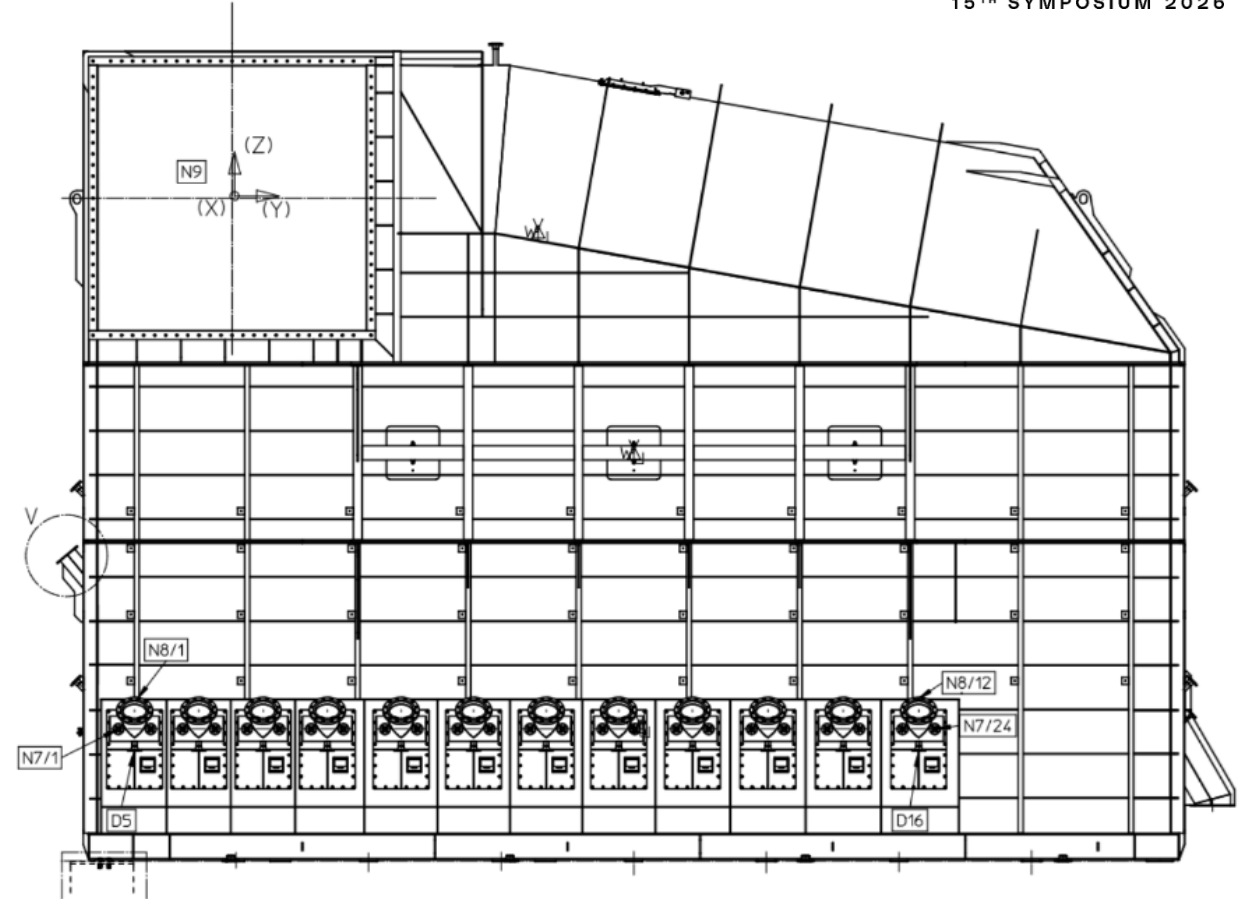 15TH SYMPOSIUM 2026
(Z)
N9
(X)
(Y)
V
N8/1
N8/12
N7/24
N7/1
D5
D16